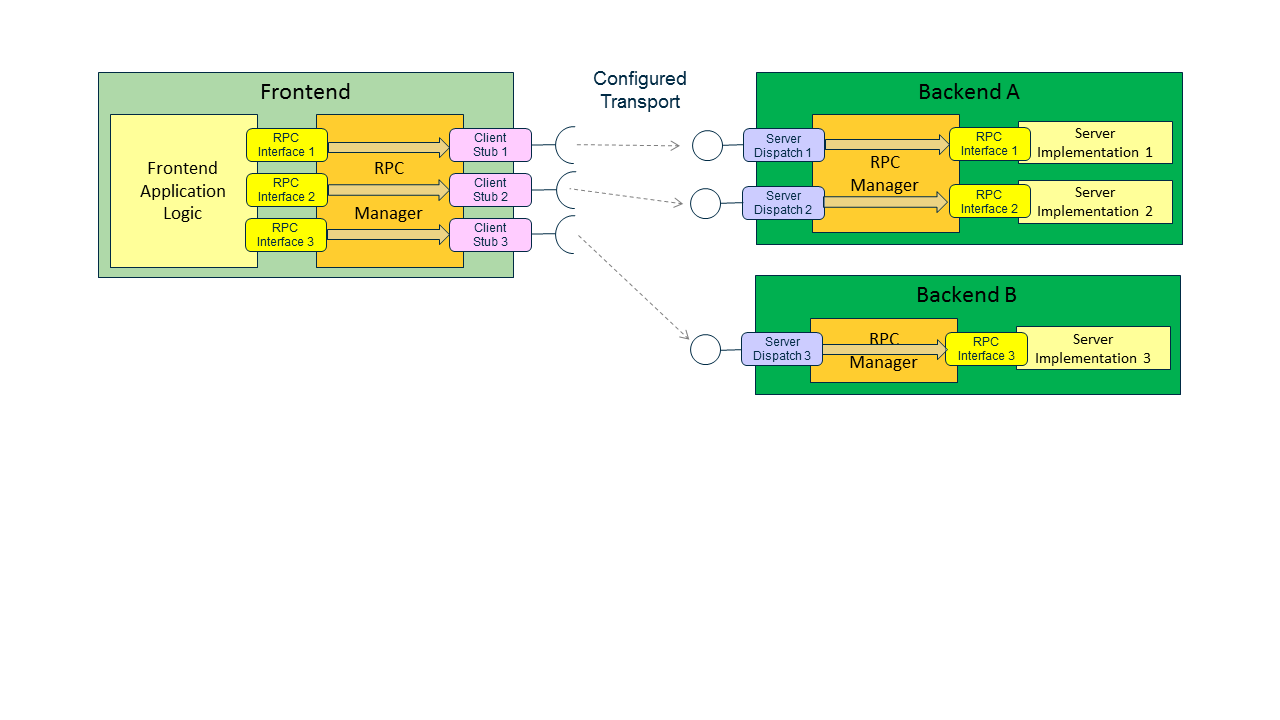 Configured
Transport
Frontend
Frontend
Application
Logic
RPC
Interface 1
RPC
Interface 2
RPC
Interface 3
RPC
Manager
Client
Stub 1
Client
Stub 2
Client
Stub 3
Backend A
Server
Dispatch 1
Server
Dispatch 2
RPC
Manager
RPC
Interface 1
RPC
Interface 2
Server
Implementation 1
Server
Implementation 2
Backend B
Server
Dispatch 3
RPC
Manager
RPC
Interface 3
Server
Implementation 3